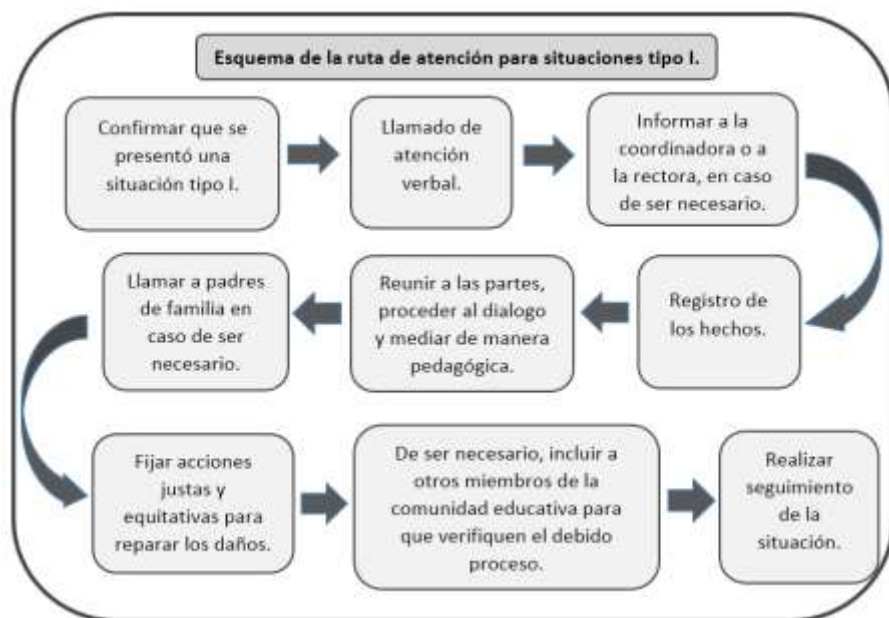 Esquema de la ruta de atención para situaciones tipo I.
Confirmar que se
presentó una
situación tipo I.
Llamado de
atención
verbal.
Informar a la
coordinadora o a
la rectora, en caso
de ser necesario.
Registro de
los hechos.
Reunir a las partes,
proceder al dialogo
y mediar de manera
pedagógica.
Llamar a padres
de familia en
caso de ser
necesario.
Fijar acciones
justas y
equitativas para
reparar los daños.
De ser necesario, incluir a
otros miembros de la
comunidad educativa para
que verifiquen el debido
proceso.
Realizar
seguimiento
de la
situación.